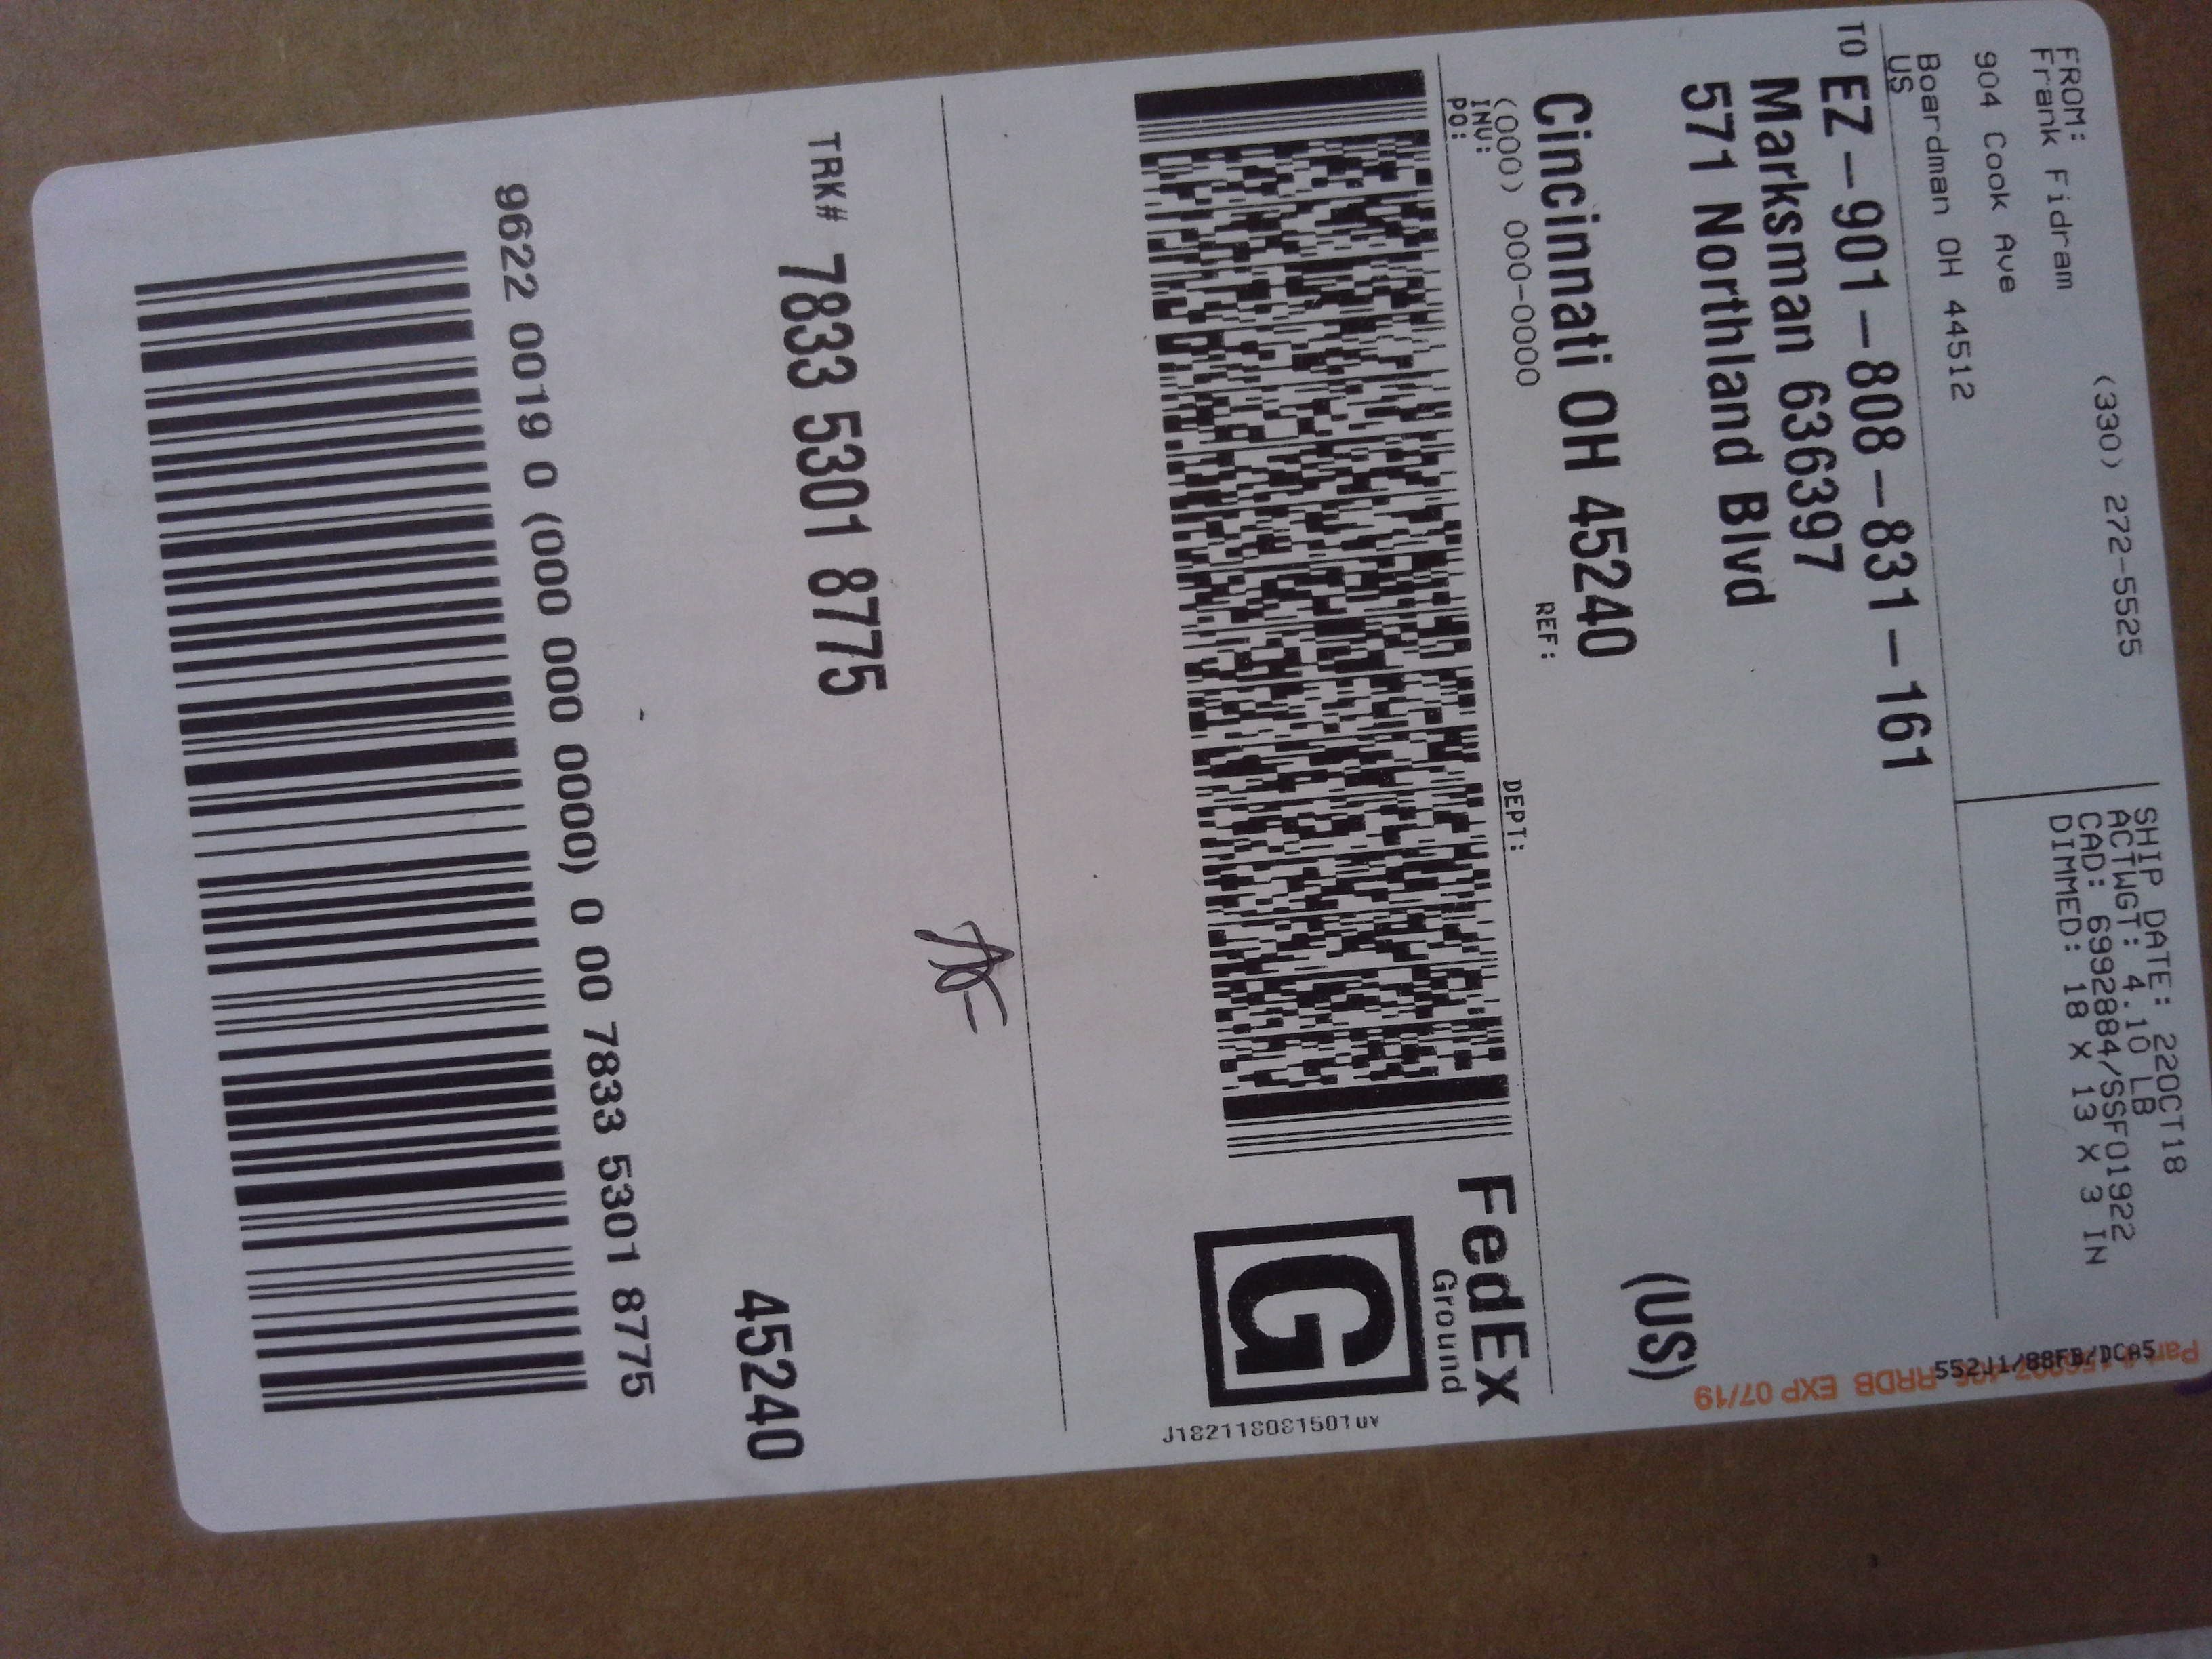 FROM:
Frank Fidram
(330) 272-5525
904 Cook Ave
Boardman OH 44512
US
SHIP DATE: 22OCT18
ACTWGT: 4.10 LB
CAD: 6992884/SSFO1922
DIMMED: 18 X 13 X 3 IN
TO EZ-901-808-831-161
Marksman 636397
571 Northland Blvd
Cincinnati OH 45240
(US)
(000) 000-0000
REF:
INV:
PO:
DEPT:
FedEx
Ground
G
J182118081501uv
552J1/88FB/DCA5
RRDB EXP 07/19
TRK# 7833 5301 8775
45240
9622 0019 0 (000 000 0000) 0 00 7833 5301 8775